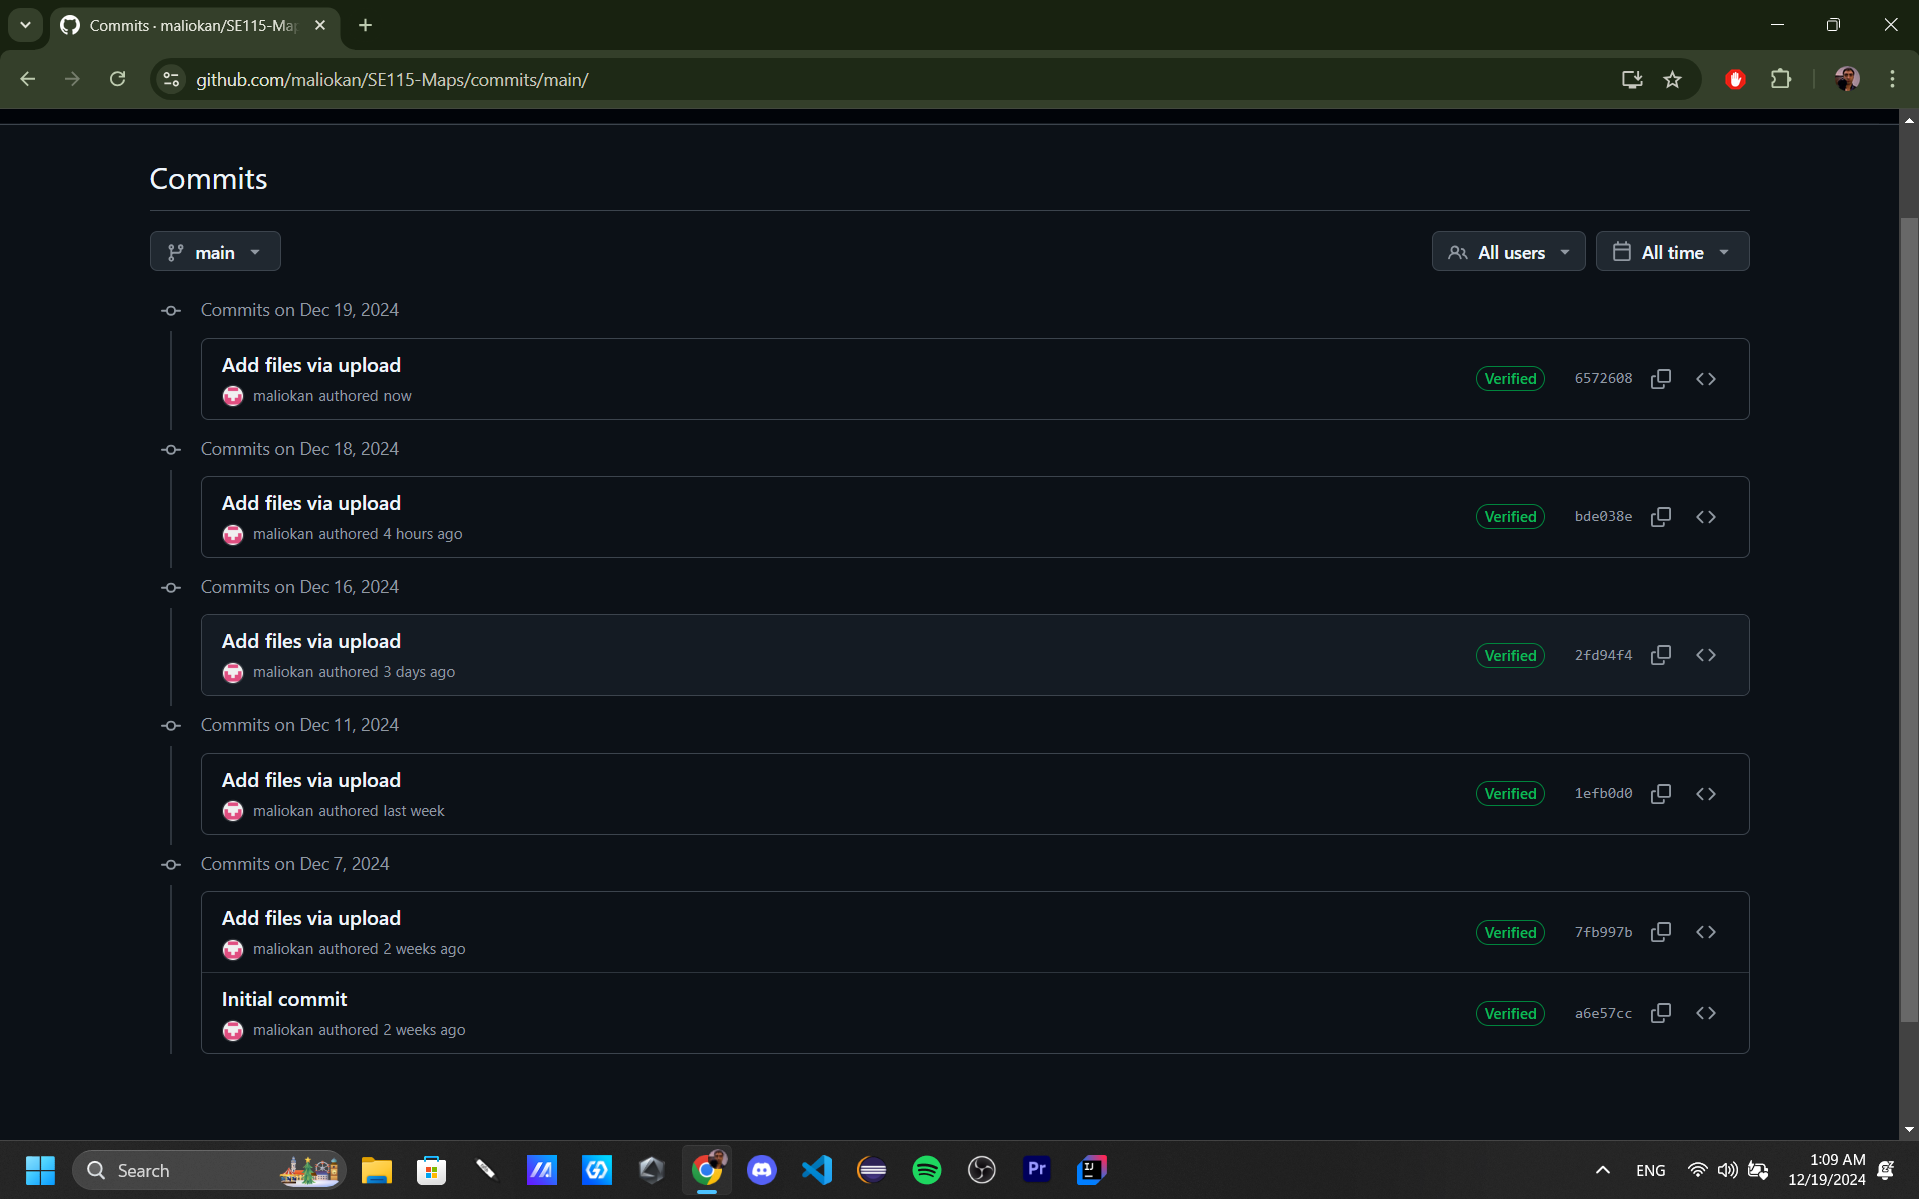 Commits · maliokan/SE115-Map
github.com/maliokan/SE115-Maps/commits/main/
Commits
main
All users
All time
Commits on Dec 19, 2024
Add files via upload
maliokan authored now
Verified
6572608
Commits on Dec 18, 2024
Add files via upload
maliokan authored 4 hours ago
Verified
bde038e
Commits on Dec 16, 2024
Add files via upload
maliokan authored 3 days ago
Verified
2fd94f4
Commits on Dec 11, 2024
Add files via upload
maliokan authored last week
Verified
1efb0d0
Commits on Dec 7, 2024
Add files via upload
maliokan authored 2 weeks ago
Verified
7fb997b
Initial commit
maliokan authored 2 weeks ago
Verified
a6e57cc
Search
Pr
IJ
ENG
1:09 AM
12/19/2024